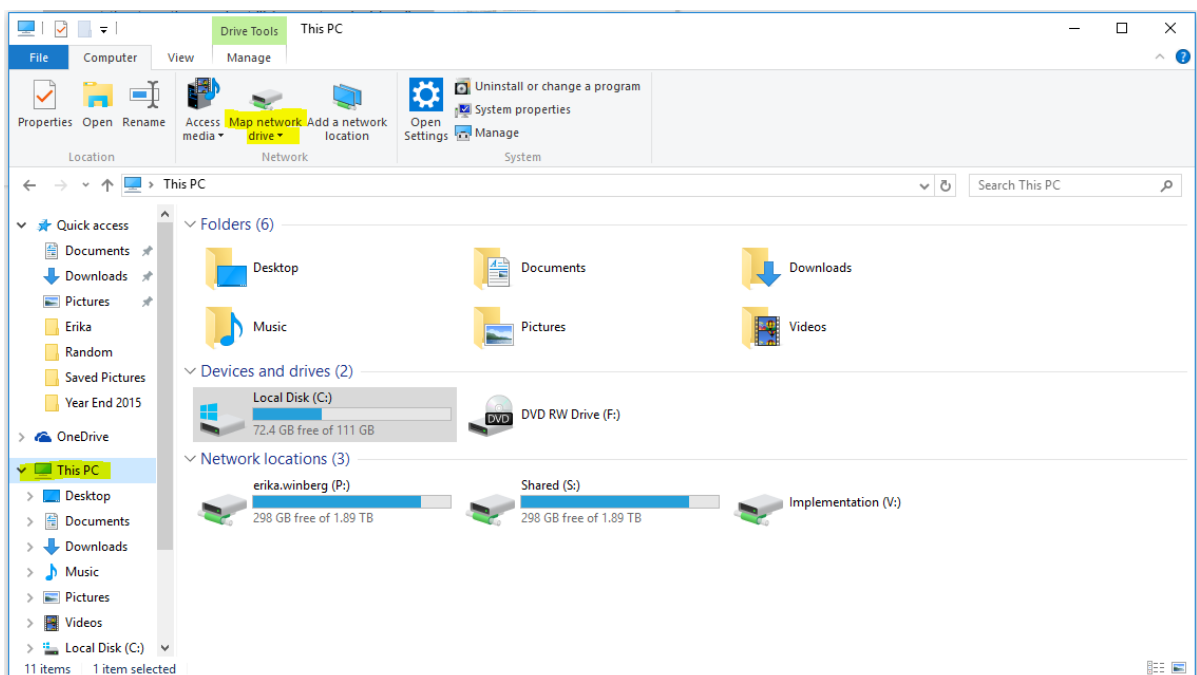 Drive Tools
This PC
File
Computer
View
Manage
Properties
Open
Rename
Access
media
Map network
drive
Add a network
location
Open
Settings
Uninstall or change a program
System properties
Manage
Location
Network
System
This PC
Search This PC
Quick access
Documents
Downloads
Pictures
Erika
Random
Saved Pictures
Year End 2015
OneDrive
This PC
Desktop
Documents
Downloads
Music
Pictures
Videos
Local Disk (C:)
Folders (6)
Desktop
Documents
Downloads
Music
Pictures
Videos
Devices and drives (2)
Local Disk (C:)
72.4 GB free of 111 GB
DVD
DVD RW Drive (F:)
Network locations (3)
erika.winberg (P:)
298 GB free of 1.89 TB
Shared (S:)
298 GB free of 1.89 TB
Implementation (V:)
11 items
1 item selected